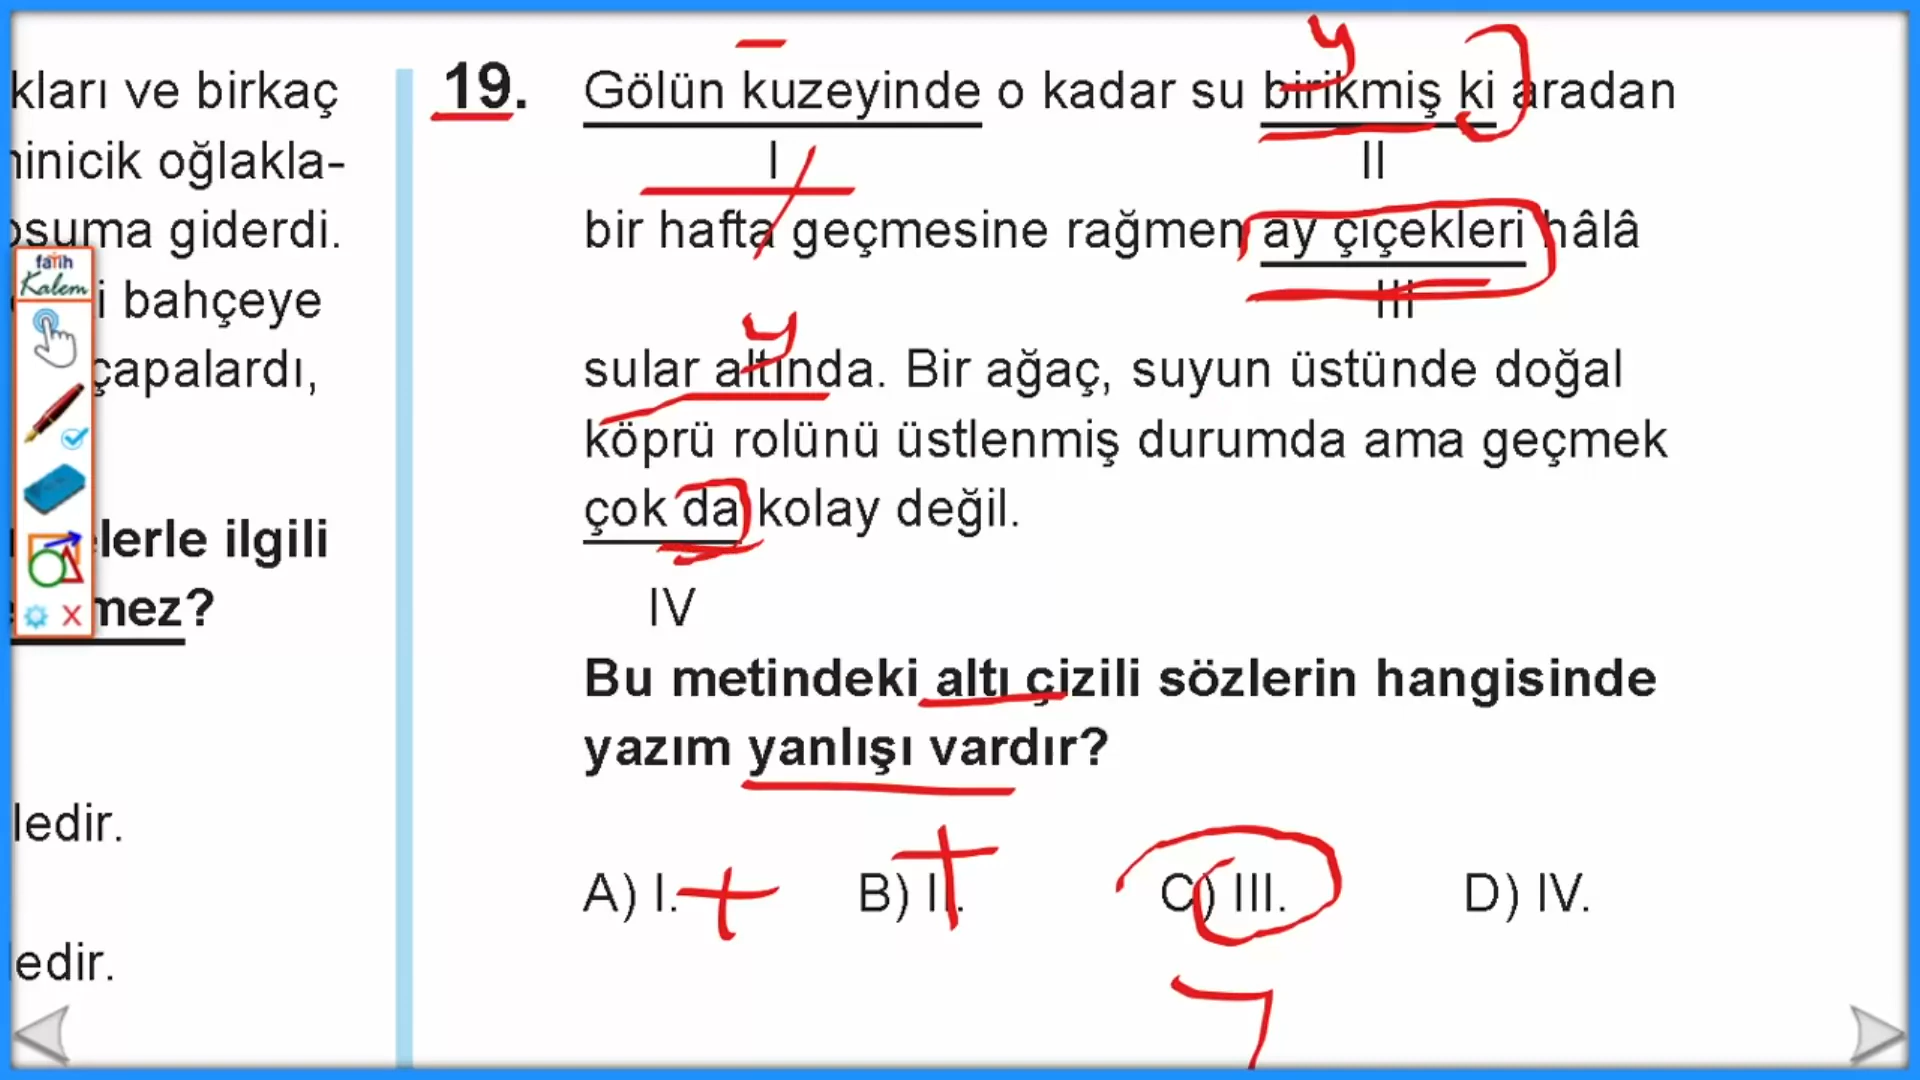 kları ve birkaç
inicik oğlakla-
suma giderdi.
i bahçeye
çapalardı,
lerle ilgili
mez?
ledir.
edir.
fatih
Kalem
19. Gölün kuzeyinde o kadar su birikmiş ki aradan
I II
bir hafta geçmesine rağmen ay çiçekleri hâlâ
III
sular altında. Bir ağaç, suyun üstünde doğal
köprü rolünü üstlenmiş durumda ama geçmek
çok da kolay değil.
IV
Bu metindeki altı çizili sözlerin hangisinde
yazım yanlışı vardır?
A) I. B) II. C) III. D) IV.